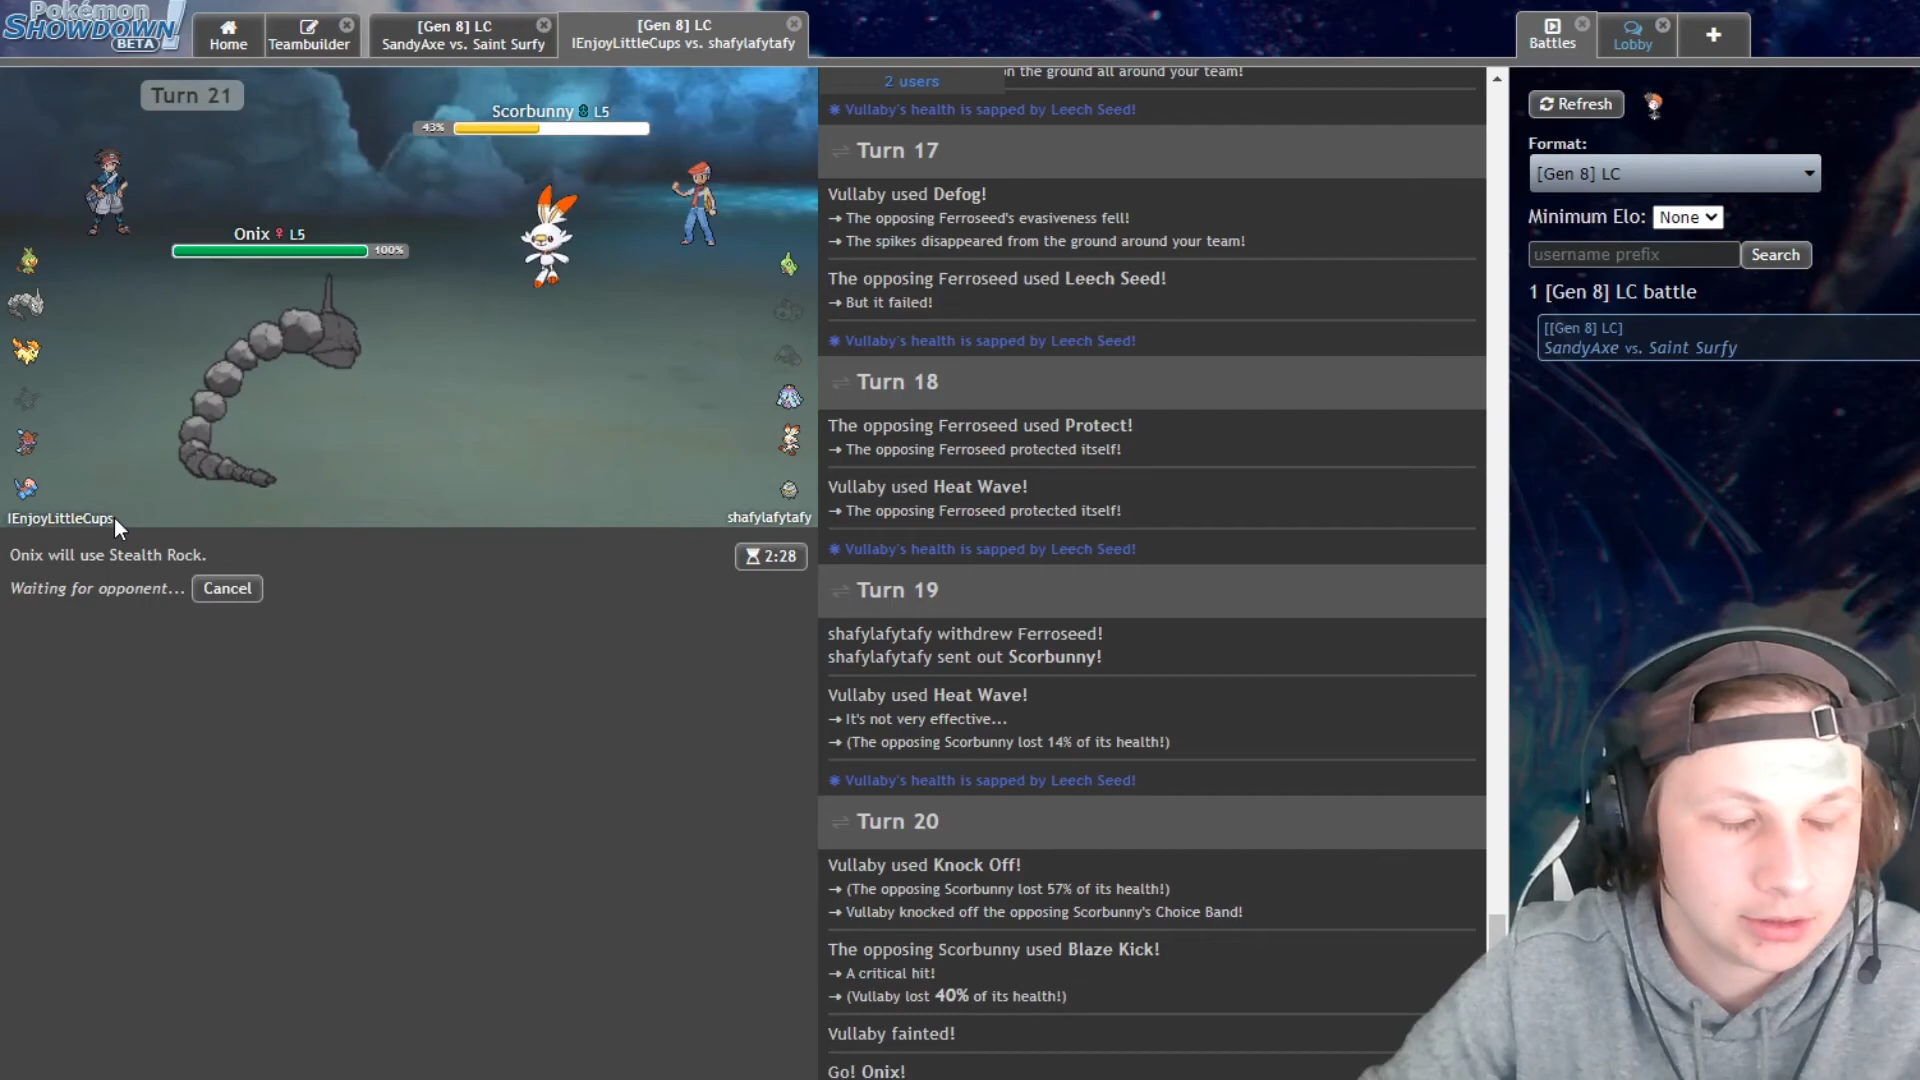 Pokémon
SHOWDOWN!
BETA
Home
Teambuilder
[Gen 8] LC
SandyAxe vs. Saint Surfy
[Gen 8] LC
IEnjoyLittleCups vs. shafylafytafy
Battles
Lobby
+
Turn 21
Scorbunny L5
43%
Onix ♀ L5
100%
IEnjoyLittleCups
shafylafytafy
Onix will use Stealth Rock.
2:28
Waiting for opponent...
Cancel
2 users
n the ground all around your team!
Vullaby's health is sapped by Leech Seed!
Turn 17
Vullaby used Defog!
→ The opposing Ferroseed's evasiveness fell!
→ The spikes disappeared from the ground around your team!
The opposing Ferroseed used Leech Seed!
→ But it failed!
Vullaby's health is sapped by Leech Seed!
Turn 18
The opposing Ferroseed used Protect!
→ The opposing Ferroseed protected itself!
Vullaby used Heat Wave!
→ The opposing Ferroseed protected itself!
Vullaby's health is sapped by Leech Seed!
Turn 19
shafylafytafy withdrew Ferroseed!
shafylafytafy sent out Scorbunny!
Vullaby used Heat Wave!
→ It's not very effective...
→ (The opposing Scorbunny lost 14% of its health!)
Vullaby's health is sapped by Leech Seed!
Turn 20
Vullaby used Knock Off!
→ (The opposing Scorbunny lost 57% of its health!)
→ Vullaby knocked off the opposing Scorbunny's Choice Band!
The opposing Scorbunny used Blaze Kick!
→ A critical hit!
→ (Vullaby lost 40% of its health!)
Vullaby fainted!
Go! Onix!
Refresh
Format:
[Gen 8] LC
Minimum Elo: None
username prefix
Search
1 [Gen 8] LC battle
[[Gen 8] LC]
SandyAxe vs. Saint Surfy